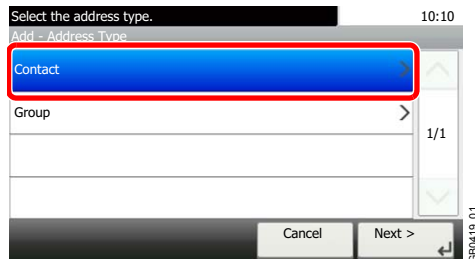 Select the address type.
10:10
Add - Address Type
Contact
Group
1/1
Cancel
Next >
GB0419_01